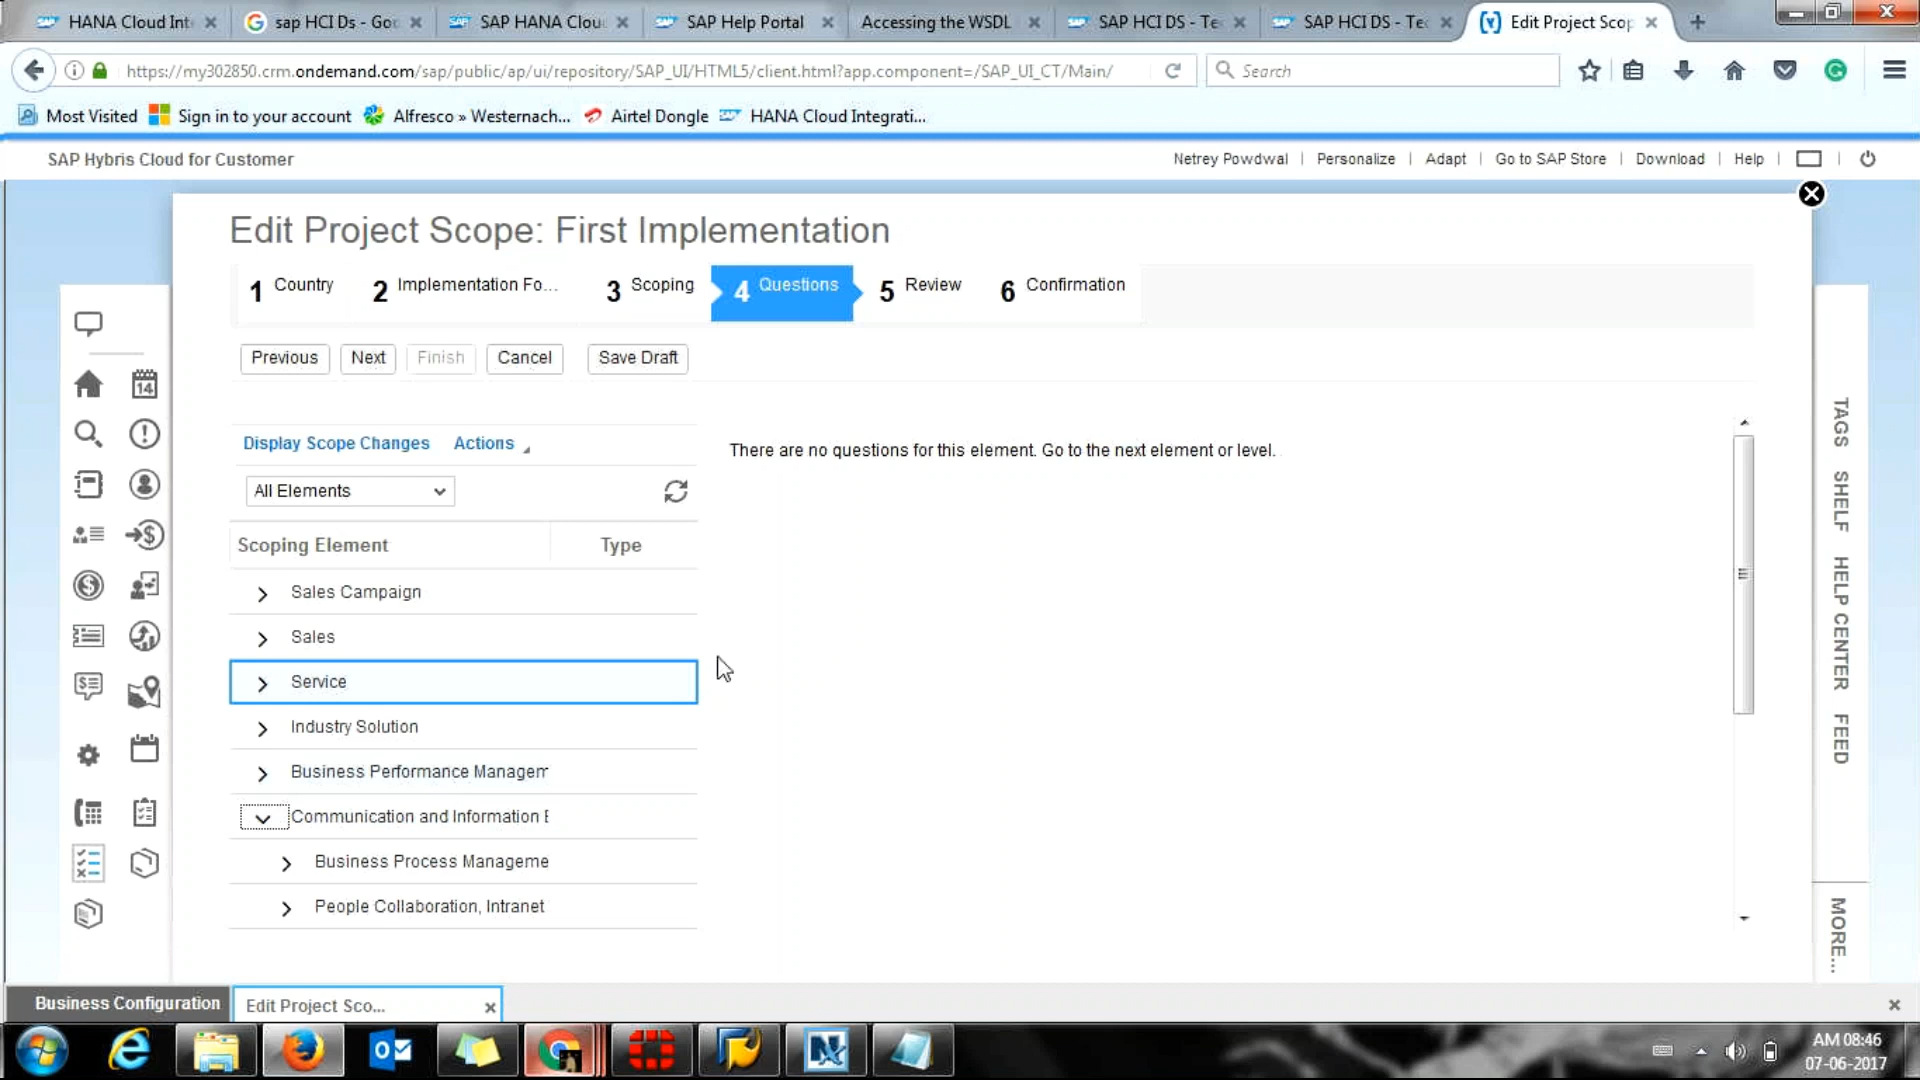 HANA Cloud Int
sap HCI Ds - Goo
SAP HANA Clou
SAP Help Portal
Accessing the WSDL
SAP HCI DS - Te
SAP HCI DS - Tec
Edit Project Scop
https://my302850.crm.ondemand.com/sap/public/ap/ui/repository/SAP_UI/HTML5/client.html?app.component=/SAP_UI_CT/Main/
Search
Most Visited
Sign in to your account
Alfresco » Westernach...
Airtel Dongle
HANA Cloud Integrati...
SAP Hybris Cloud for Customer
Netrey Powdwal
Personalize
Adapt
Go to SAP Store
Download
Help
Edit Project Scope: First Implementation
1 Country
2 Implementation Fo...
3 Scoping
4 Questions
5 Review
6 Confirmation
Previous
Next
Finish
Cancel
Save Draft
Display Scope Changes
Actions
There are no questions for this element. Go to the next element or level.
All Elements
Scoping Element
Type
Sales Campaign
Sales
Service
Industry Solution
Business Performance Managem
Communication and Information E
Business Process Manageme
People Collaboration, Intranet
14
TAGS
SHELF
HELP CENTER
FEED
MORE...
Business Configuration
Edit Project Sco...
AM 08:46
07-06-2017